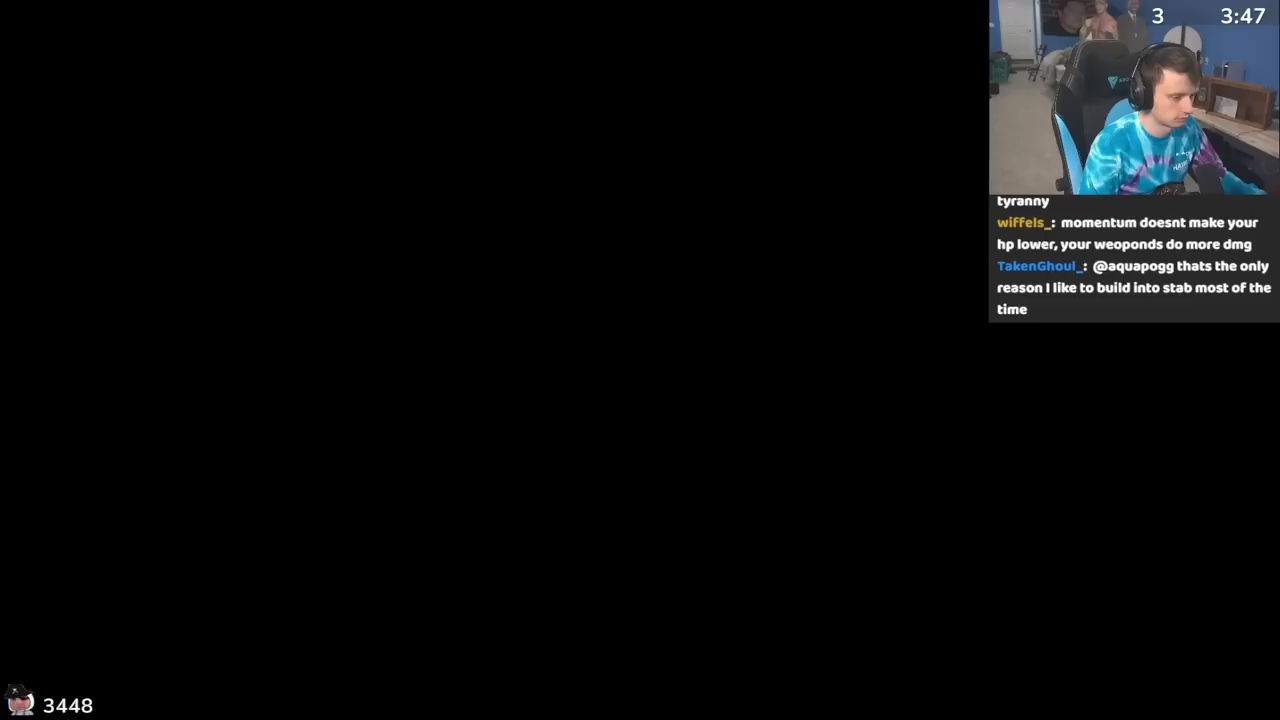 3 3:47
tyranny
wiffels_: momentum doesnt make your
hp lower, your weoponds do more dmg
TakenGhoul_: @aquapogg thats the only
reason I like to build into stab most of the
time
3448